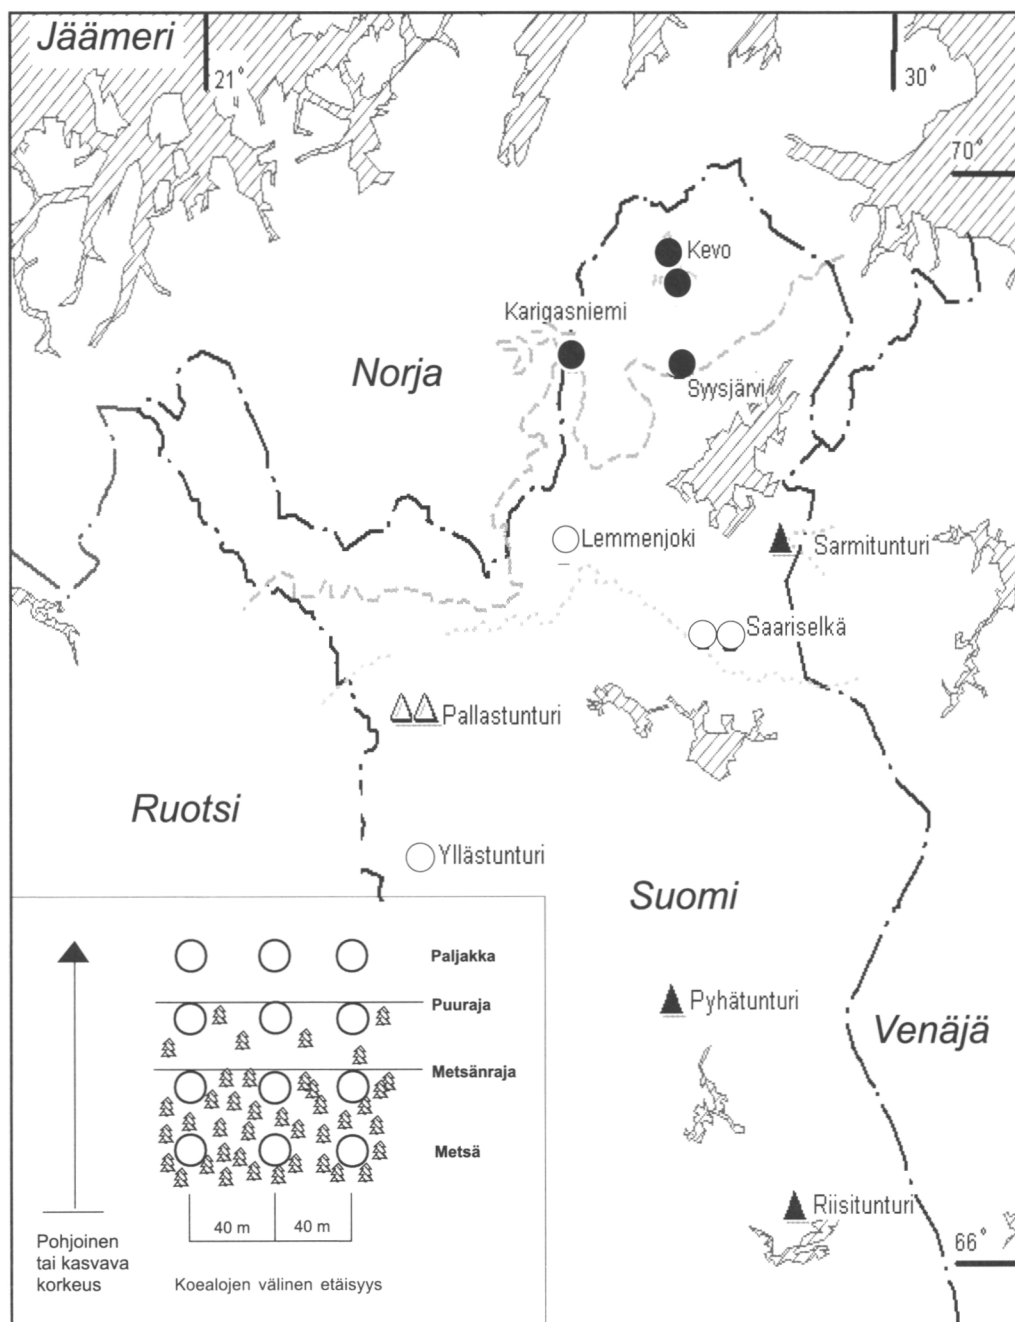 Jäämeri
21°
30°
70°
Kevo
Karigasniemi
Norja
Syysjärvi
Lemmenjoki
Sarmitunturi
Saariselkä
Pallastunturi
Ruotsi
Yllästunturi
Suomi
Paljakka
Puuraja
Pyhätunturi
Venäjä
Metsänraja
Metsä
Riisitunturi
40 m
40 m
66°
Pohjoinen
tai kasvava
korkeus
Koealojen välinen etäisyys